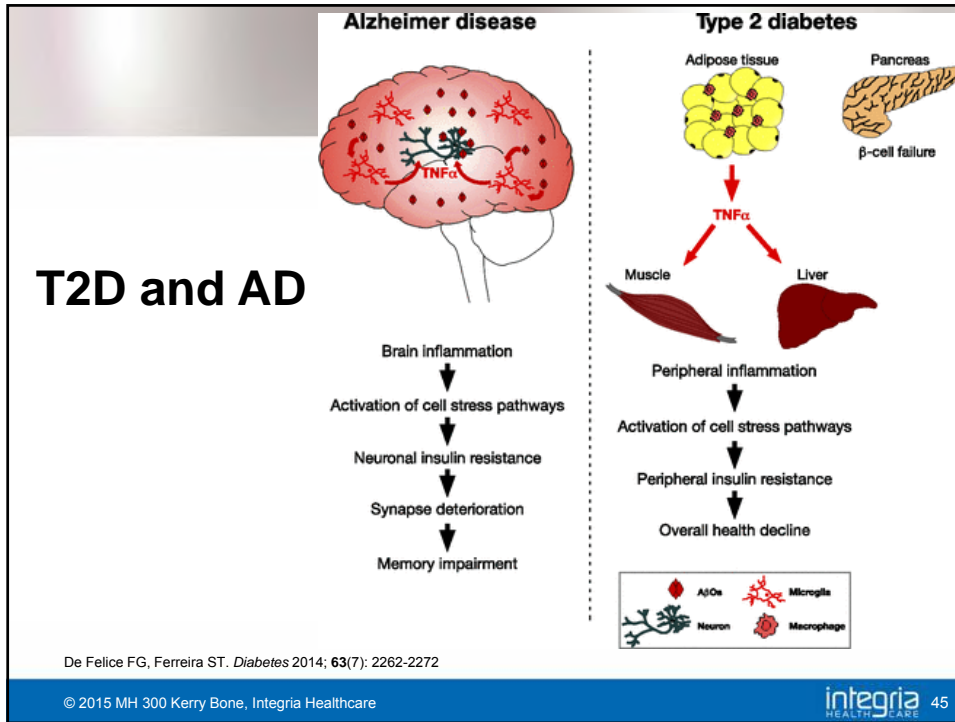 Alzheimer disease
TNFα
Brain inflammation
Activation of cell stress pathways
Neuronal insulin resistance
Synapse deterioration
Memory impairment
Type 2 diabetes
Adipose tissue
Pancreas
β-cell failure
TNFα
Muscle
Liver
Peripheral inflammation
Activation of cell stress pathways
Peripheral insulin resistance
Overall health decline
AβOs
Microglia
Neuron
Macrophage
T2D and AD
De Felice FG, Ferreira ST. Diabetes 2014; 63(7): 2262-2272
© 2015 MH 300 Kerry Bone, Integria Healthcare
integria
HEALTHCARE
45